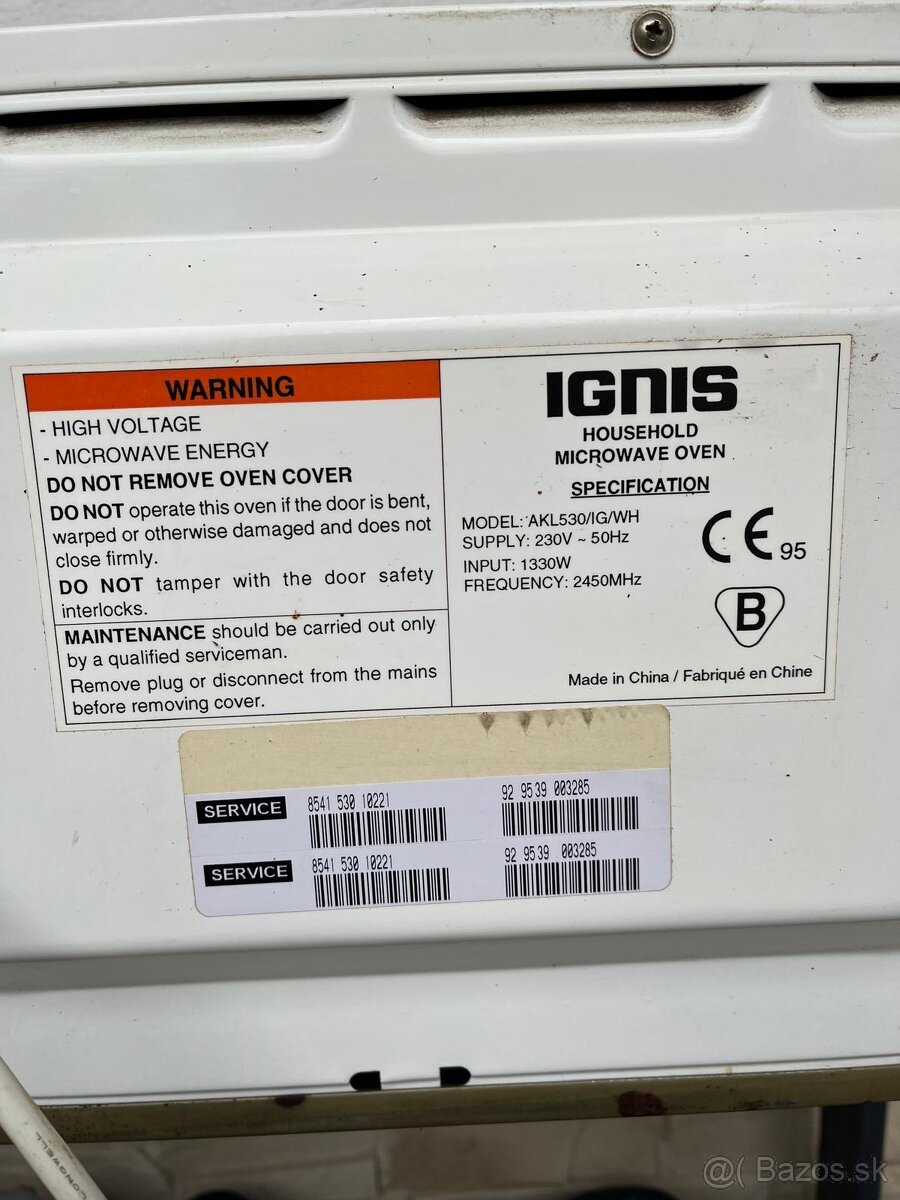 WARNING
- HIGH VOLTAGE
- MICROWAVE ENERGY
DO NOT REMOVE OVEN COVER
DO NOT operate this oven if the door is bent,
warped or otherwise damaged and does not
close firmly.
DO NOT tamper with the door safety
interlocks.
MAINTENANCE should be carried out only
by a qualified serviceman.
Remove plug or disconnect from the mains
before removing cover.
IGNIS
HOUSEHOLD
MICROWAVE OVEN
SPECIFICATION
MODEL: AKL530/IG/WH
SUPPLY: 230V ~ 50Hz
INPUT: 1330W
FREQUENCY: 2450MHz
CE 95
B
Made in China / Fabriqué en Chine
SERVICE 8541 530 10221 92 9539 003285
SERVICE 8541 530 10221 92 9539 003285
LONGWELL
@( Bazos.sk